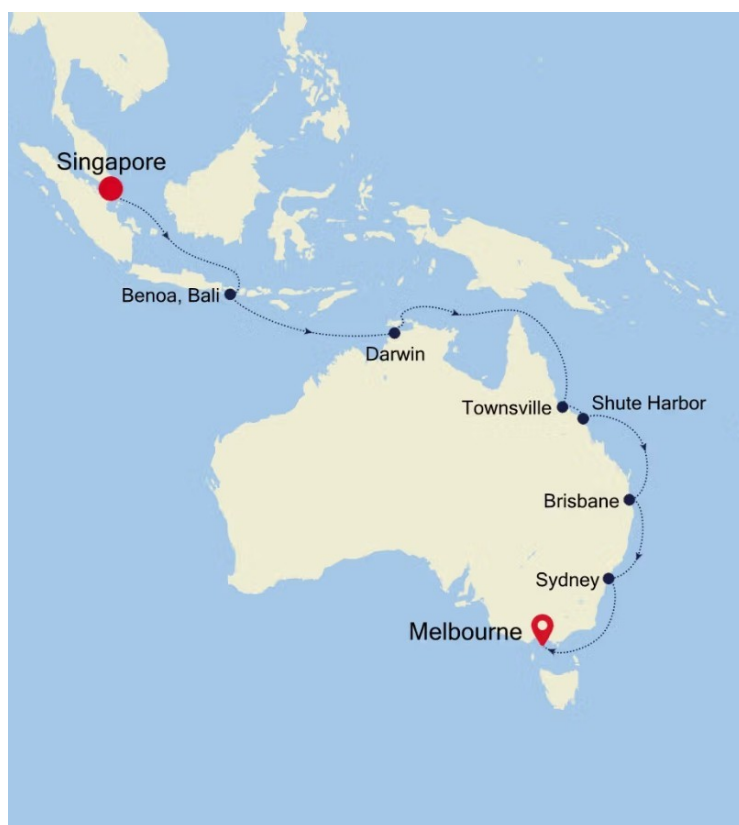 Singapore
Benoa, Bali
Darwin
Townsville
Shute Harbor
Brisbane
Sydney
Melbourne